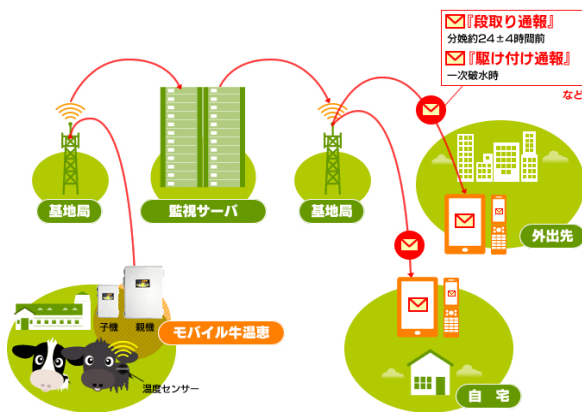 『段取り通報』
分娩約24±4時間前
『駆け付け通報』
一次破水時
など
基地局
監視サーバ
基地局
外出先
子機
親機
モバイル牛温恵
温度センサー
自宅